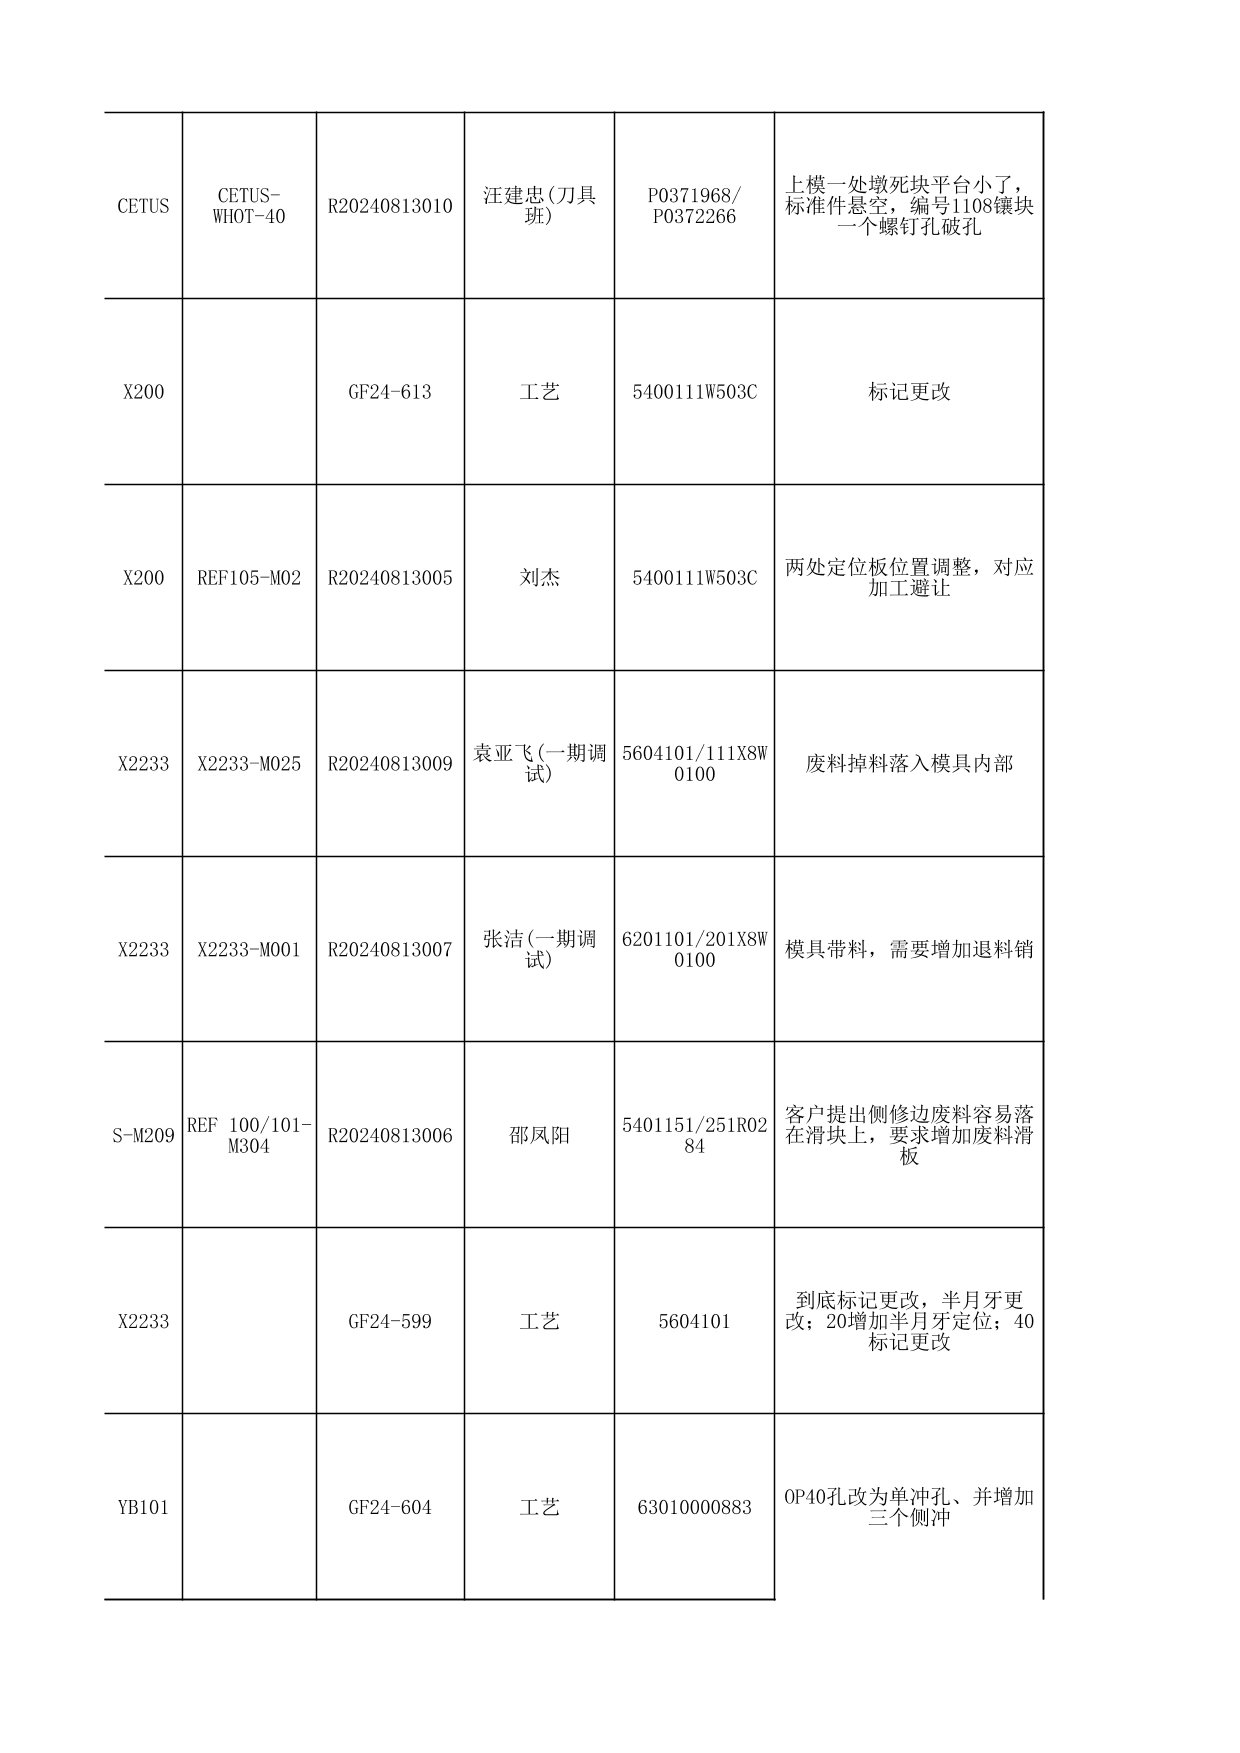 CETUS
CETUS-
WHOT-40
R20240813010
汪建忠(刀具
班)
P0371968/
P0372266
上模一处墩死块平台小了，
标准件悬空，编号1108镶块
一个螺钉孔破孔
X200
GF24-613
工艺
5400111W503C
标记更改
X200
REF105-M02
R20240813005
刘杰
5400111W503C
两处定位板位置调整，对应
加工避让
X2233
X2233-M025
R20240813009
袁亚飞(一期调
试)
5604101/111X8W
0100
废料掉料落入模具内部
X2233
X2233-M001
R20240813007
张洁(一期调
试)
6201101/201X8W
0100
模具带料，需要增加退料销
S-M209
REF 100/101-
M304
R20240813006
邵凤阳
5401151/251R02
84
客户提出侧修边废料容易落
在滑块上，要求增加废料滑
板
X2233
GF24-599
工艺
5604101
到底标记更改，半月牙更
改；20增加半月牙定位；40
标记更改
YB101
GF24-604
工艺
63010000883
OP40孔改为单冲孔、并增加
三个侧冲